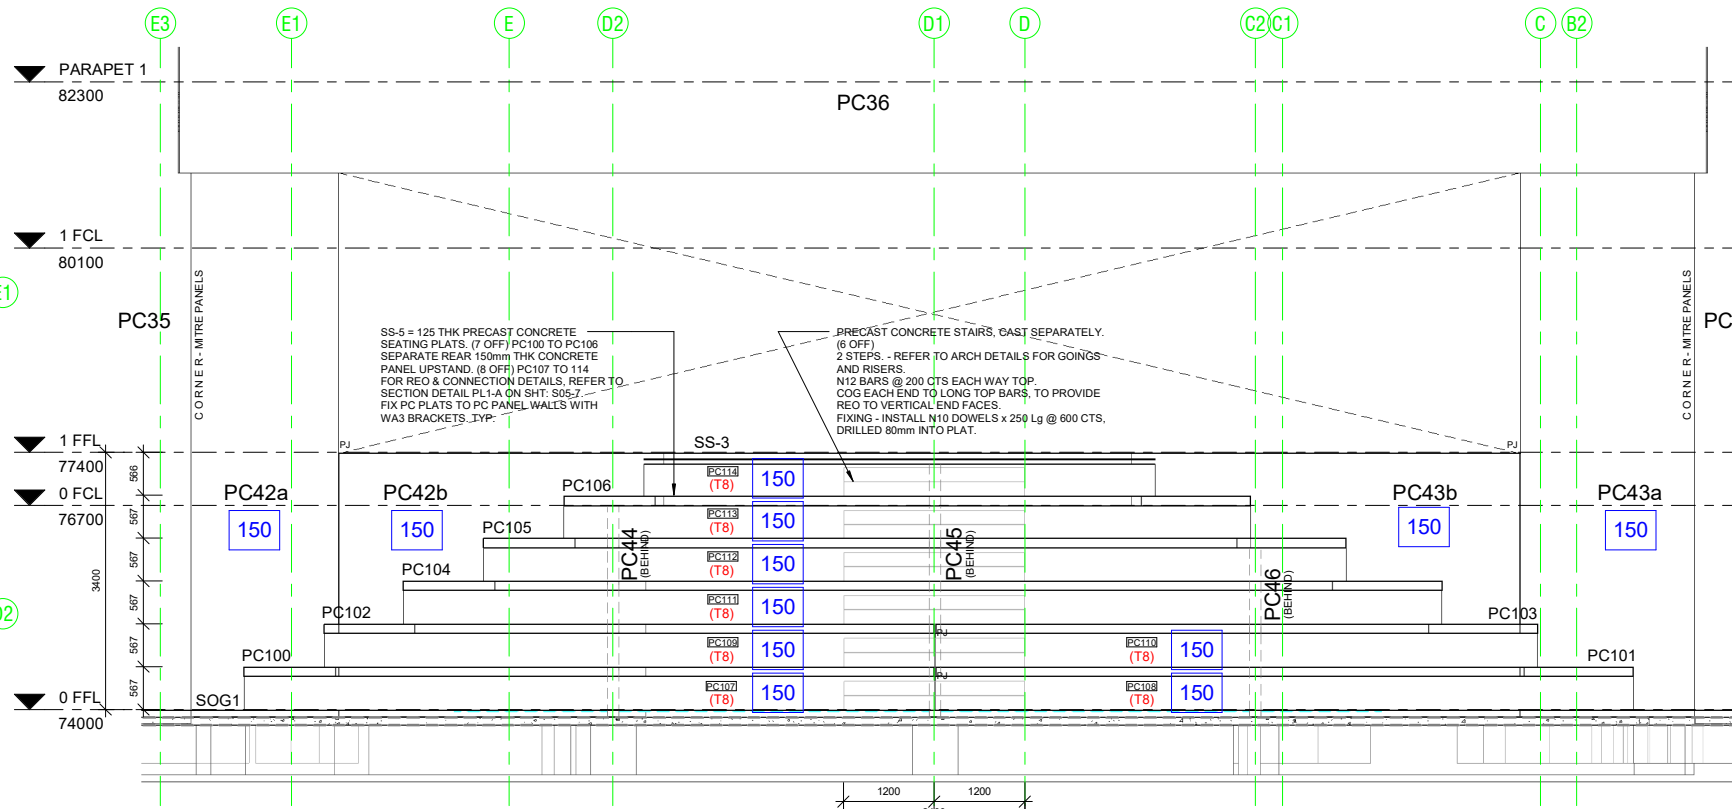 E3 E1 E D2 D1 D C2 C1 C B2
PARAPET 1
82300
PC36
1 FCL
80100
E1
PC35
PC
CORNER - MITRE PANELS
CORNER - MITRE PANELS
SS-5 = 125 THK PRECAST CONCRETE
SEATING PLATS. (7 OFF) PC100 TO PC106
SEPARATE REAR 150mm THK CONCRETE
PANEL UPSTAND. (8 OFF) PC107 TO 114
FOR REO & CONNECTION DETAILS, REFER TO
SECTION DETAIL PL1-A ON SHT: S05-7.
FIX PC PLATS TO PC PANEL WALLS WITH
WA3 BRACKETS. TYP.
PRECAST CONCRETE STAIRS, CAST SEPARATELY.
(6 OFF)
2 STEPS. - REFER TO ARCH DETAILS FOR GOINGS
AND RISERS.
N12 BARS @ 200 CTS EACH WAY TOP.
COG EACH END TO LONG TOP BARS, TO PROVIDE
REO TO VERTICAL END FACES.
FIXING - INSTALL N10 DOWELS x 250 Lg @ 600 CTS,
DRILLED 80mm INTO PLAT.
1 FFL
77400
PJ
SS-3
PJ
566
PC114
(T8)
150
0 FCL
76700
PC42a
150
PC42b
150
PC106
PC43b
150
PC43a
150
567
PC113
(T8)
150
PC105
PC44
(BEHIND)
PC45
(BEHIND)
567
PC112
(T8)
150
3400
PC104
PC46
(BEHIND)
567
PC111
(T8)
150
D2
PC102
PC103
PJ
567
PC109
(T8)
150
PC110
(T8)
150
PC100
PC101
PJ
567
PC107
(T8)
150
PC108
(T8)
150
0 FFL
74000
SOG1
1200 1200